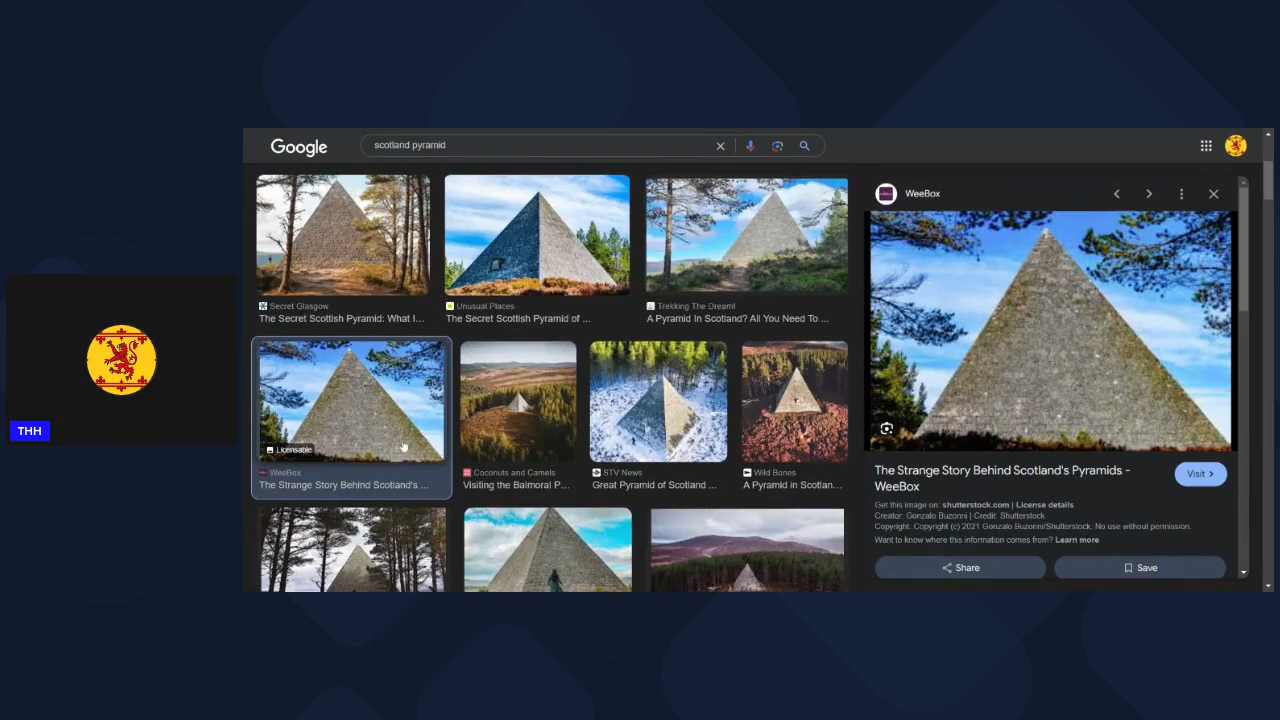 Google
scotland pyramid
WeeBox
Secret Glasgow
The Secret Scottish Pyramid: What I...
Unusual Places
The Secret Scottish Pyramid of ...
Trekking The Dream!
A Pyramid In Scotland? All You Need To ...
Licensable
WeeBox
The Strange Story Behind Scotland's ...
Coconuts and Camels
Visiting the Balmoral P...
STV News
Great Pyramid of Scotland ...
Wild Bones
A Pyramid in Scotlan...
The Strange Story Behind Scotland's Pyramids -
WeeBox
Visit
Get this image on: shutterstock.com | License details
Creator: Gonzalo Buzonni | Credit: Shutterstock
Copyright: Copyright (c) 2021 Gonzalo Buzonni/Shutterstock. No use without permission.
Want to know where this information comes from? Learn more
Share
Save
THH